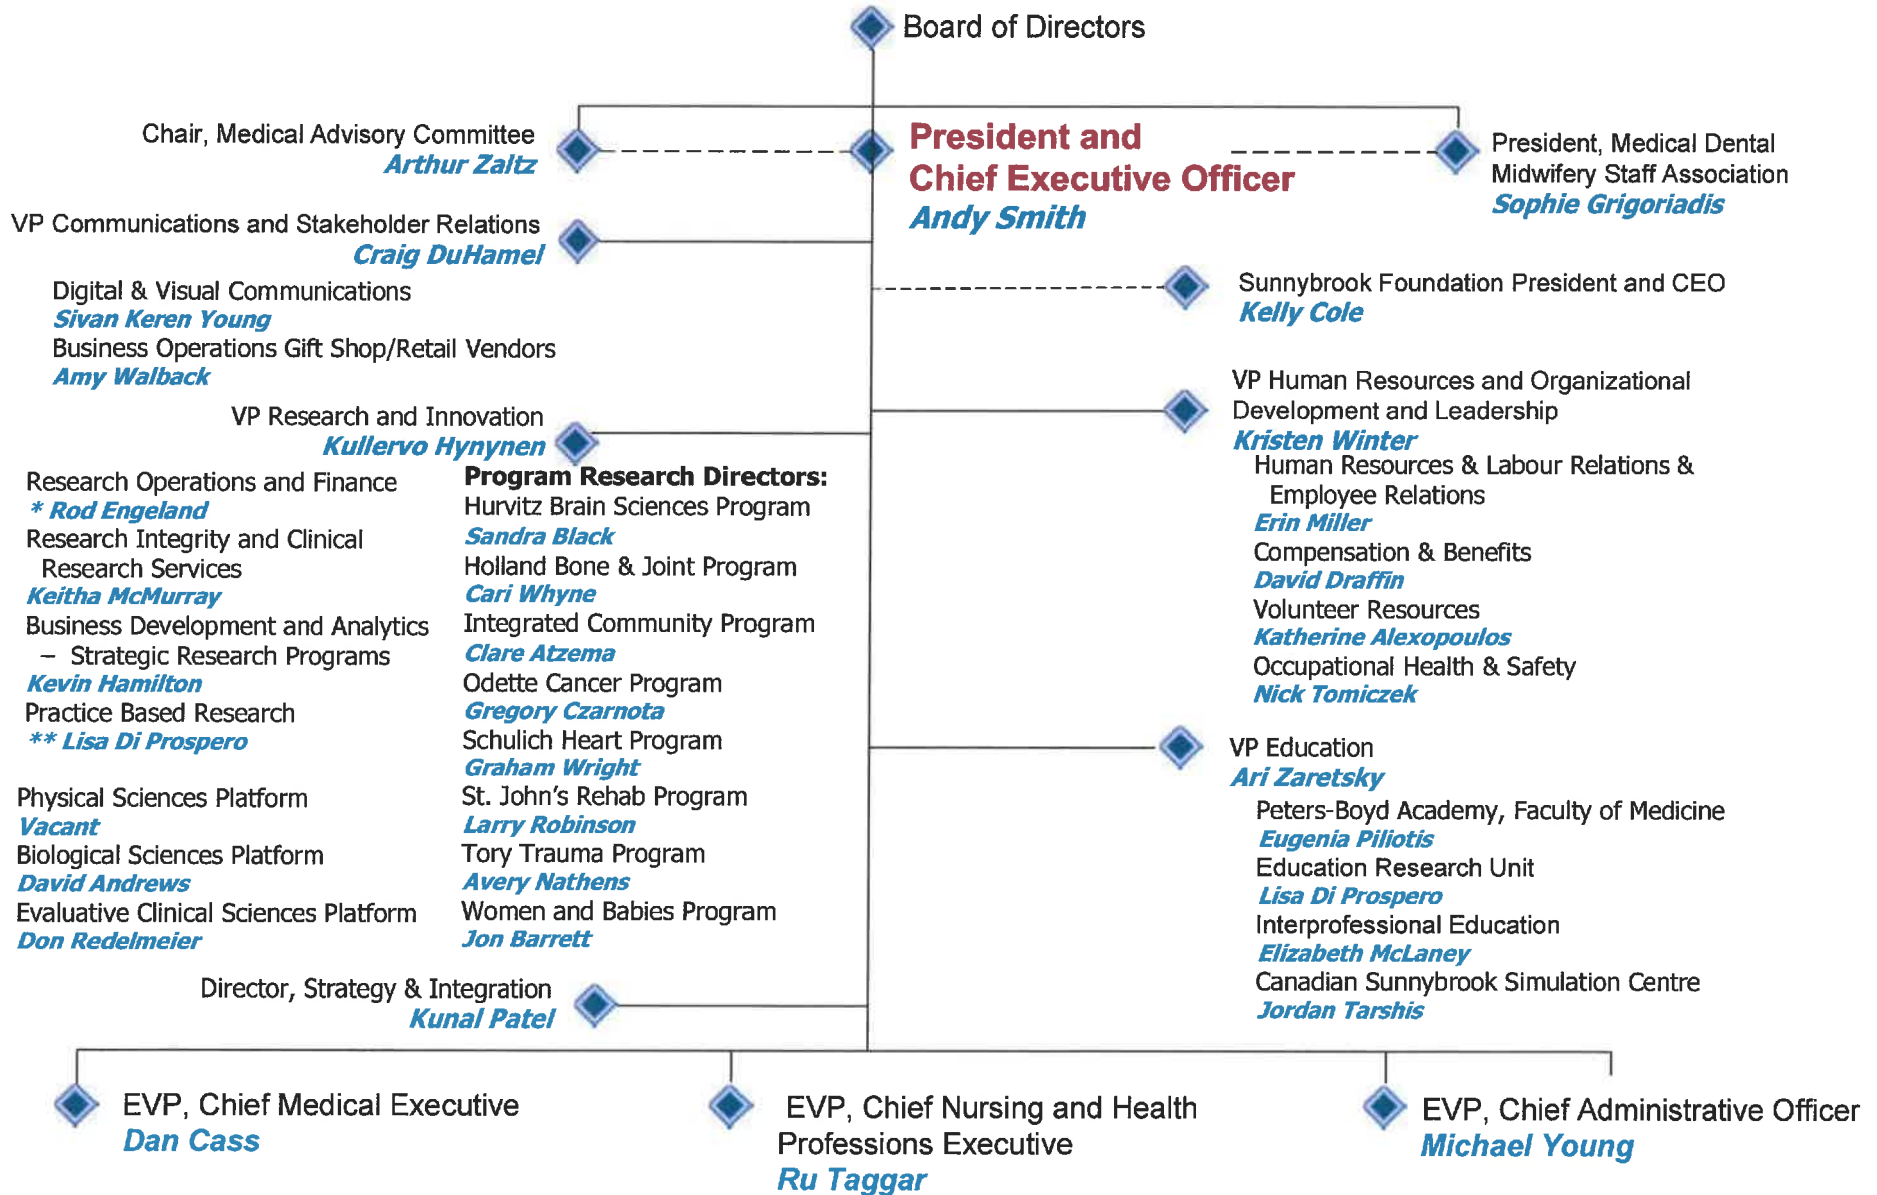 Board of Directors
Chair, Medical Advisory Committee
Arthur Zaltz
President and
Chief Executive Officer
Andy Smith
President, Medical Dental
Midwifery Staff Association
Sophie Grigoriadis
VP Communications and Stakeholder Relations
Craig DuHamel
Digital & Visual Communications
Sivan Keren Young
Business Operations Gift Shop/Retail Vendors
Amy Walback
Sunnybrook Foundation President and CEO
Kelly Cole
VP Research and Innovation
Kullervo Hynynen
Research Operations and Finance
* Rod Engeland
Research Integrity and Clinical
Research Services
Keitha McMurray
Business Development and Analytics
– Strategic Research Programs
Kevin Hamilton
Practice Based Research
** Lisa Di Prospero
Physical Sciences Platform
Vacant
Biological Sciences Platform
David Andrews
Evaluative Clinical Sciences Platform
Don Redelmeier
Program Research Directors:
Hurvitz Brain Sciences Program
Sandra Black
Holland Bone & Joint Program
Cari Whyne
Integrated Community Program
Clare Atzema
Odette Cancer Program
Gregory Czarnota
Schulich Heart Program
Graham Wright
St. John's Rehab Program
Larry Robinson
Tory Trauma Program
Avery Nathens
Women and Babies Program
Jon Barrett
VP Human Resources and Organizational
Development and Leadership
Kristen Winter
Human Resources & Labour Relations &
Employee Relations
Erin Miller
Compensation & Benefits
David Draffin
Volunteer Resources
Katherine Alexopoulos
Occupational Health & Safety
Nick Tomiczek
VP Education
Ari Zaretsky
Peters-Boyd Academy, Faculty of Medicine
Eugenia Piliotis
Education Research Unit
Lisa Di Prospero
Interprofessional Education
Elizabeth McLaney
Canadian Sunnybrook Simulation Centre
Jordan Tarshis
Director, Strategy & Integration
Kunal Patel
EVP, Chief Medical Executive
Dan Cass
EVP, Chief Nursing and Health
Professions Executive
Ru Taggar
EVP, Chief Administrative Officer
Michael Young